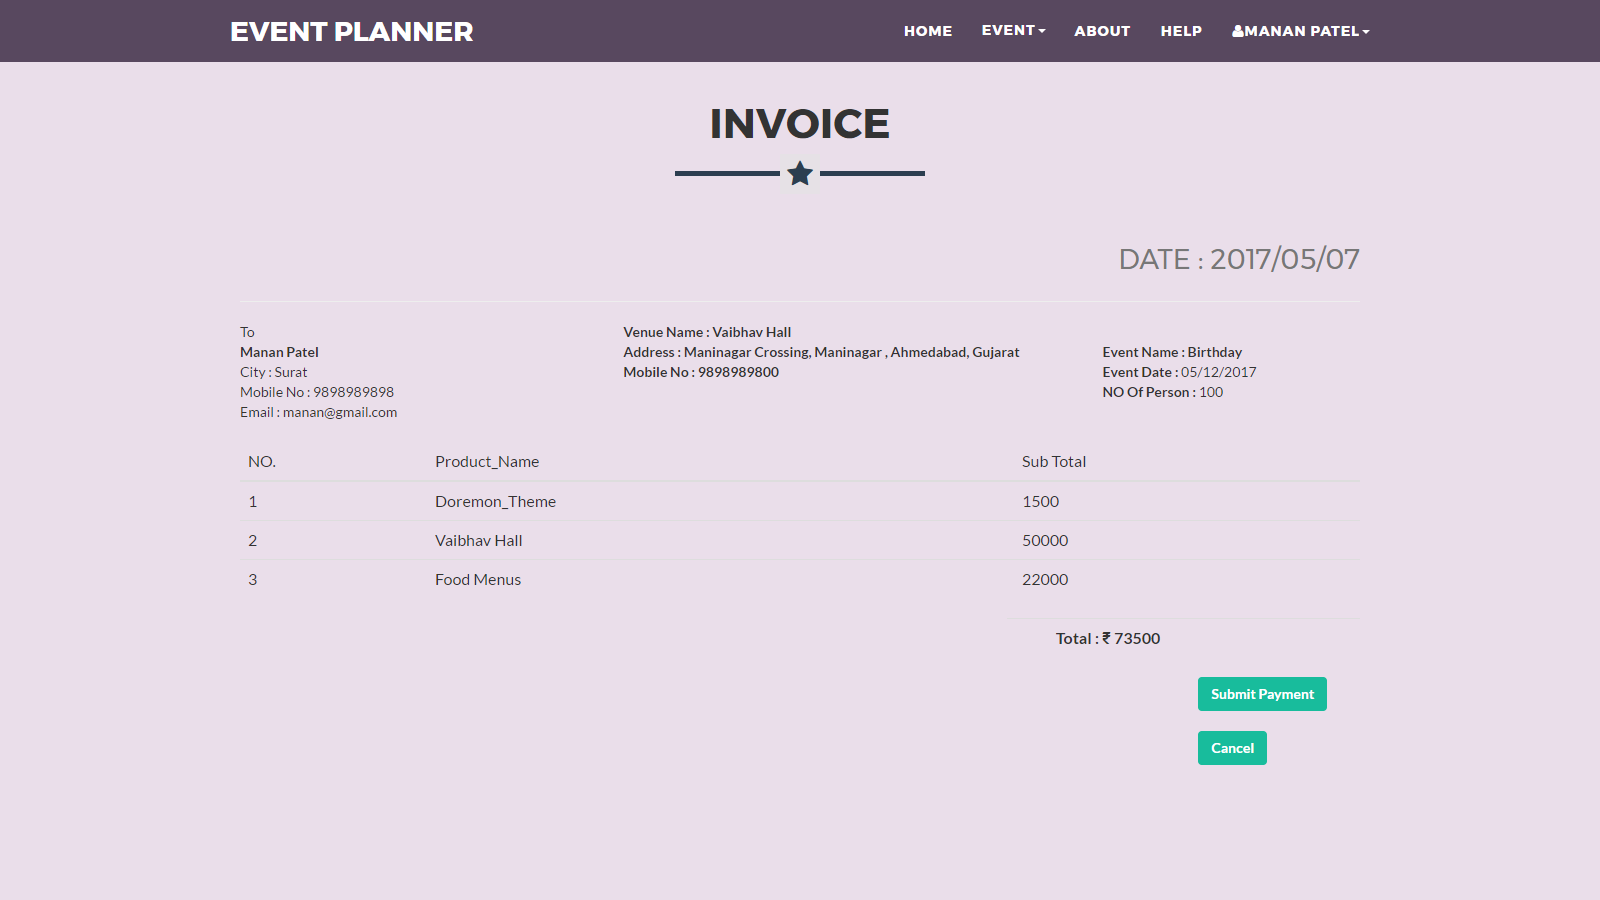 EVENT PLANNER
HOME EVENT ABOUT HELP MANAN PATEL
INVOICE
DATE : 2017/05/07
To
Manan Patel
City : Surat
Mobile No : 9898989898
Email : manan@gmail.com
Venue Name : Vaibhav Hall
Address : Maninagar Crossing, Maninagar , Ahmedabad, Gujarat
Mobile No : 9898989800
Event Name : Birthday
Event Date : 05/12/2017
NO Of Person : 100
NO. Product_Name Sub Total
1 Doremon_Theme 1500
2 Vaibhav Hall 50000
3 Food Menus 22000
Total : ₹ 73500
Submit Payment
Cancel